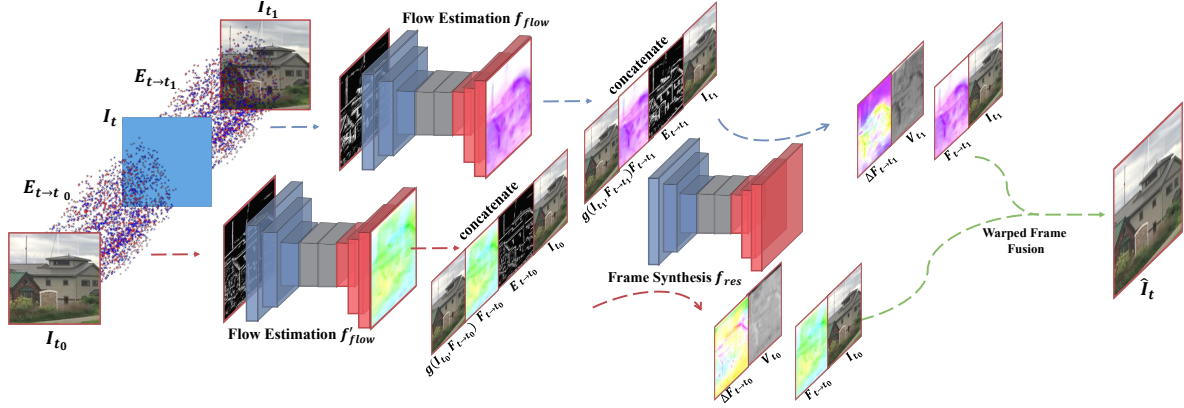 I_{t_1}
E_{t→t_1}
I_t
E_{t→t_0}
I_{t_0}
Flow Estimation f_{flow}
Flow Estimation f'_{flow}
concatenate
g(I_{t_1}, F_{t→t_1})
F_{t→t_1}
E_{t→t_1}
I_{t_1}
concatenate
g(I_{t_0}, F_{t→t_0})
F_{t→t_0}
E_{t→t_0}
I_{t_0}
Frame Synthesis f_{res}
ΔF_{t→t_1}
V_{t_1}
F_{t→t_1}
I_{t_1}
ΔF_{t→t_0}
V_{t_0}
F_{t→t_0}
I_{t_0}
Warped Frame
Fusion
Î_t